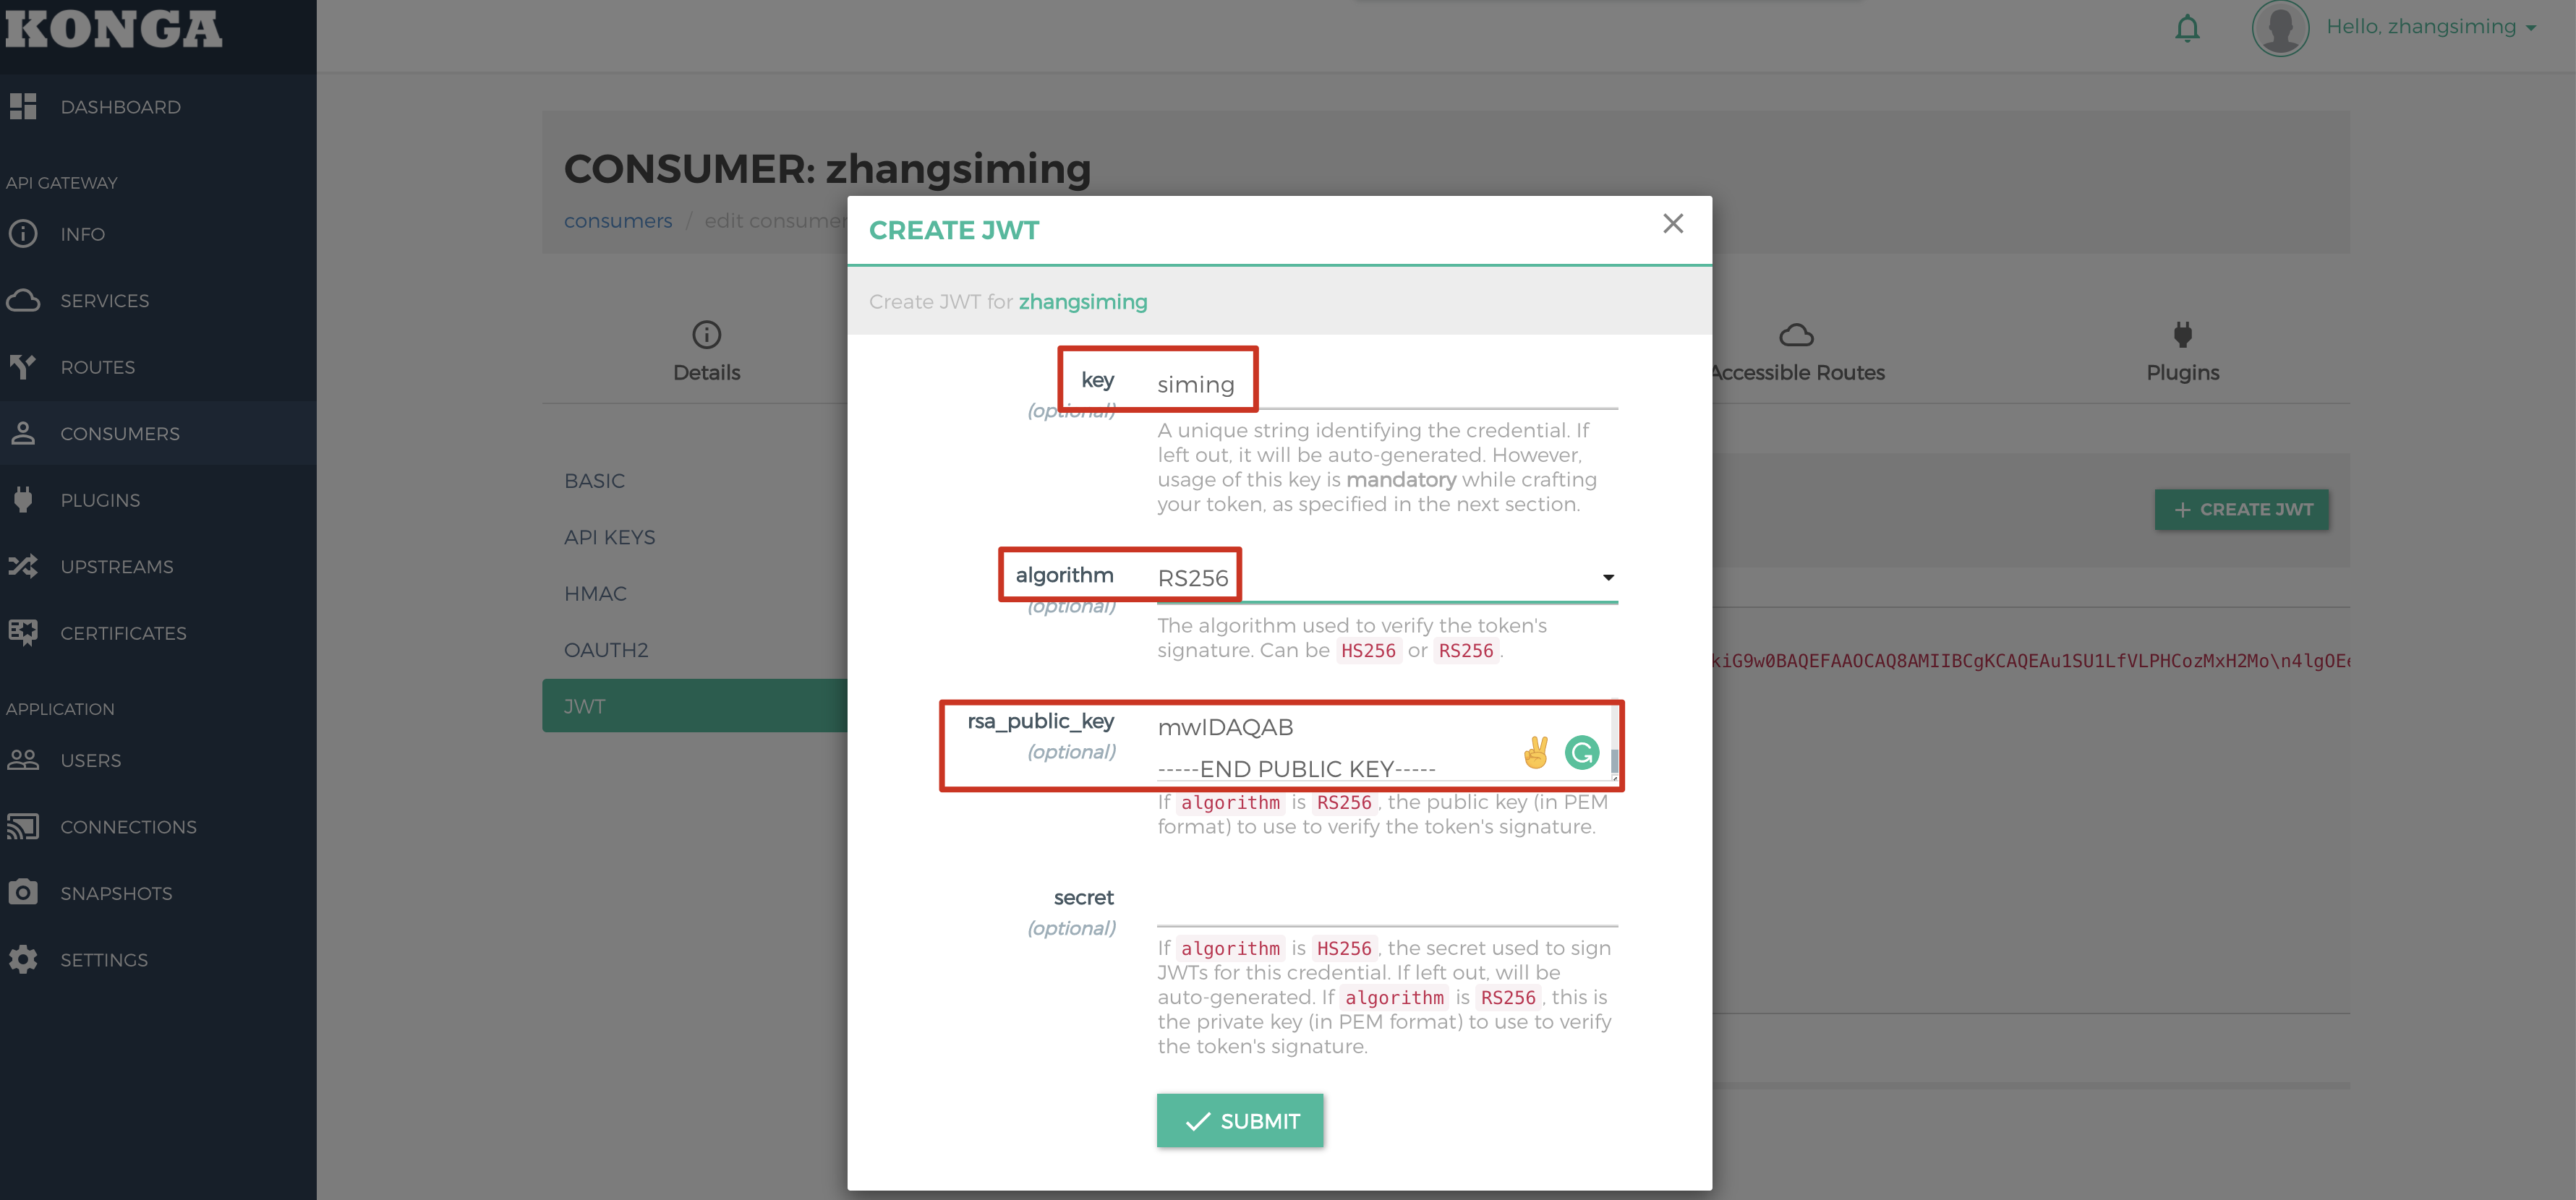 KONGA
Hello, zhangsiming
DASHBOARD
API GATEWAY
INFO
SERVICES
ROUTES
CONSUMERS
PLUGINS
UPSTREAMS
CERTIFICATES
APPLICATION
USERS
CONNECTIONS
SNAPSHOTS
SETTINGS
CONSUMER: zhangsiming
consumers / edit consumer
Details
Accessible Routes
Plugins
BASIC
API KEYS
HMAC
OAUTH2
JWT
+ CREATE JWT
kiG9w0BAQEFAAOCAQ8AMIIBCgKCAQEAu1SU1LfVLPHCozMxH2Mo\n4lgOEe
CREATE JWT
Create JWT for zhangsiming
key siming
(optional)
A unique string identifying the credential. If
left out, it will be auto-generated. However,
usage of this key is mandatory while crafting
your token, as specified in the next section.
algorithm RS256
(optional)
The algorithm used to verify the token's
signature. Can be HS256 or RS256.
rsa_public_key mwIDAQAB
(optional) -----END PUBLIC KEY-----
If algorithm is RS256, the public key (in PEM
format) to use to verify the token's signature.
secret
(optional)
If algorithm is HS256, the secret used to sign
JWTs for this credential. If left out, will be
auto-generated. If algorithm is RS256, this is
the private key (in PEM format) to use to verify
the token's signature.
SUBMIT